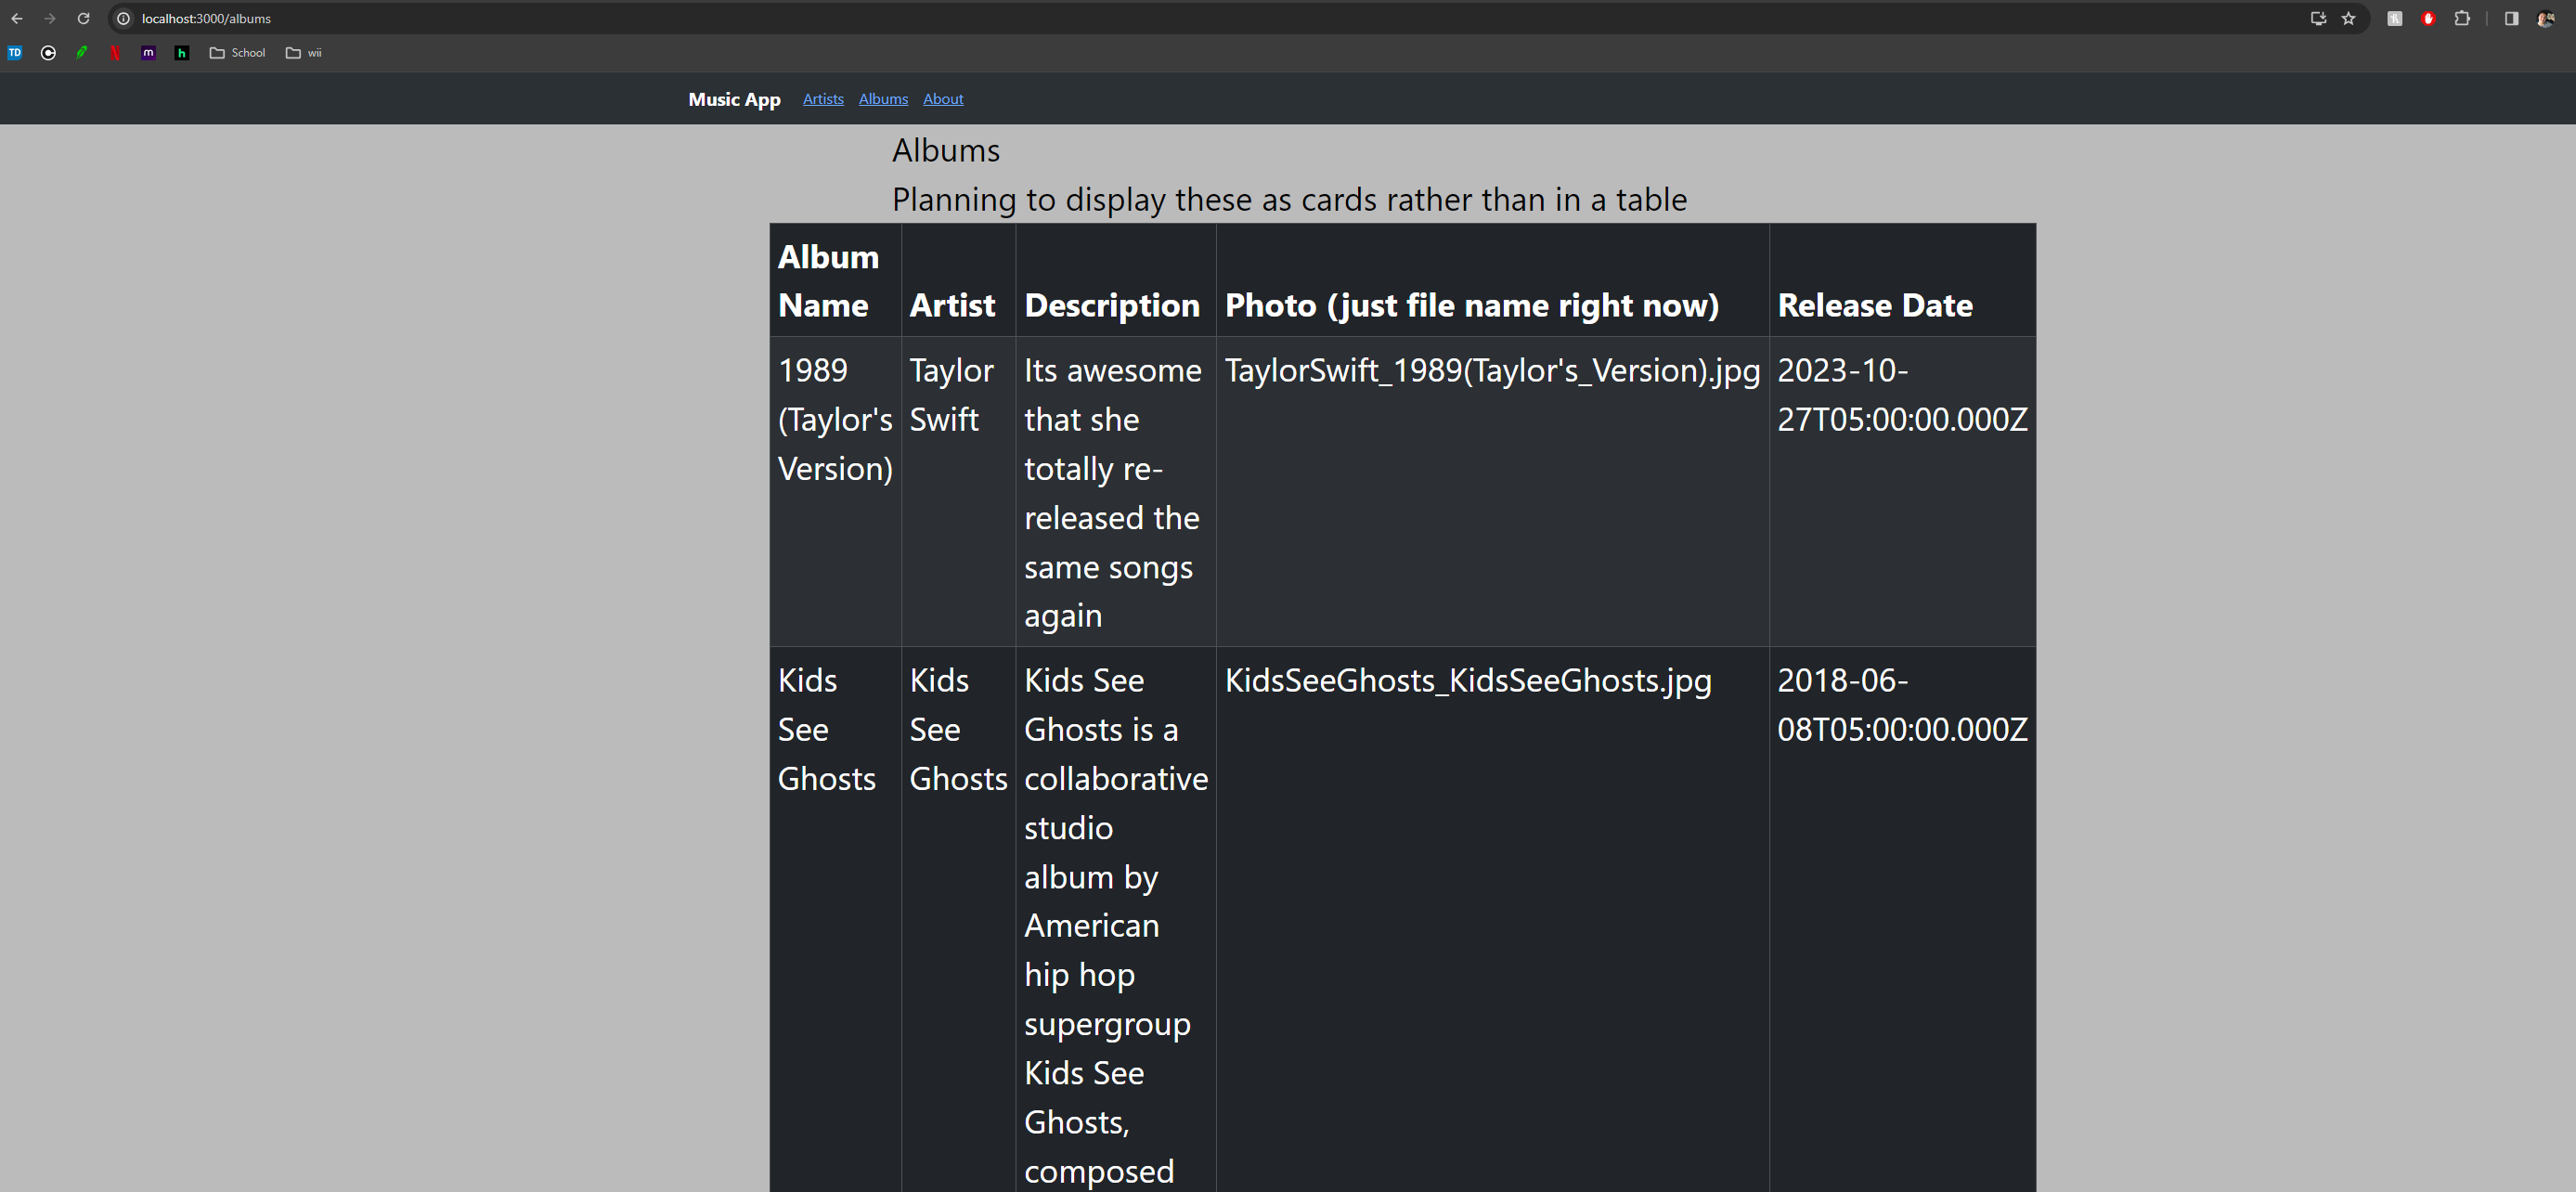 localhost:3000/albums
TD
m
h
School
wii
Music App Artists Albums About
Albums
Planning to display these as cards rather than in a table
Album
Name
Artist
Description
Photo (just file name right now)
Release Date
1989
(Taylor's
Version)
Taylor
Swift
Its awesome
that she
totally re-
released the
same songs
again
TaylorSwift_1989(Taylor's_Version).jpg
2023-10-
27T05:00:00.000Z
Kids
See
Ghosts
Kids
See
Ghosts
Kids See
Ghosts is a
collaborative
studio
album by
American
hip hop
supergroup
Kids See
Ghosts,
composed
KidsSeeGhosts_KidsSeeGhosts.jpg
2018-06-
08T05:00:00.000Z